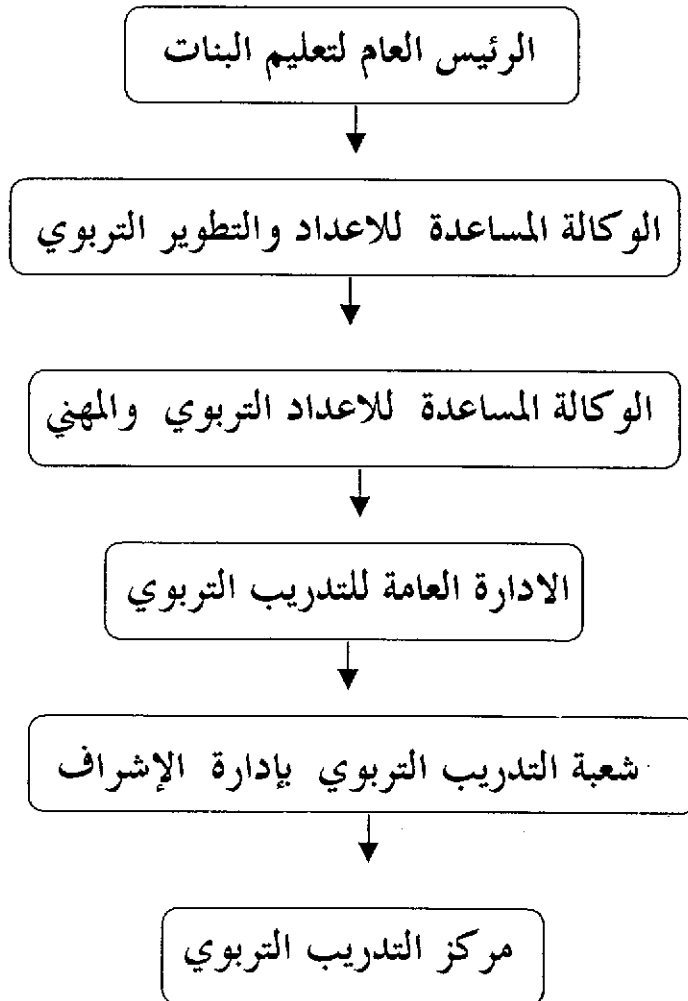 الرئيس العام لتعليم البنات
الوكالة المساعدة للاعداد والتطوير التربوي
الوكالة المساعدة للاعداد التربوي والمهني
الادارة العامة للتدريب التربوي
شعبة التدريب التربوي بإدارة الإشراف
مركز التدريب التربوي